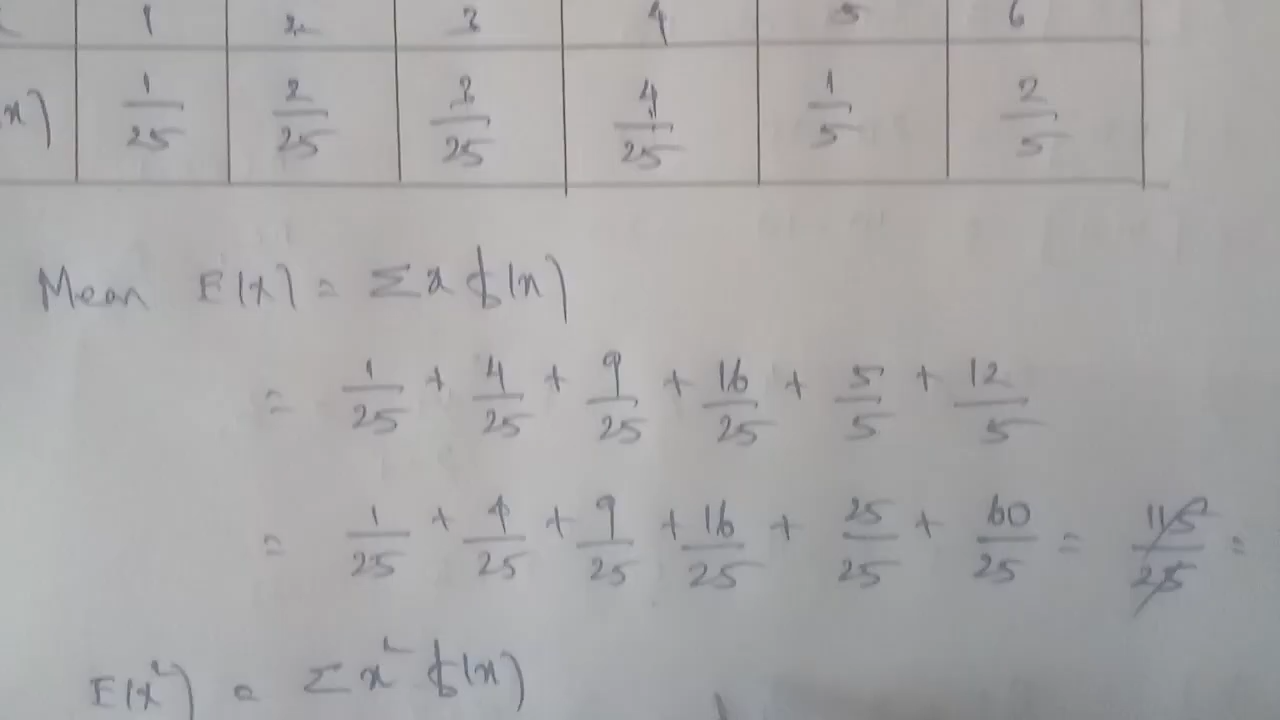 1 2 3 4 5 6
x) 1/25 2/25 3/25 4/25 1/5 2/5
Mean E(x) = Σx p(x)
= 1/25 + 4/25 + 9/25 + 16/25 + 5/5 + 12/5
= 1/25 + 4/25 + 9/25 + 16/25 + 25/25 + 60/25 = 115/25 =
E(x²) = Σx² p(x)